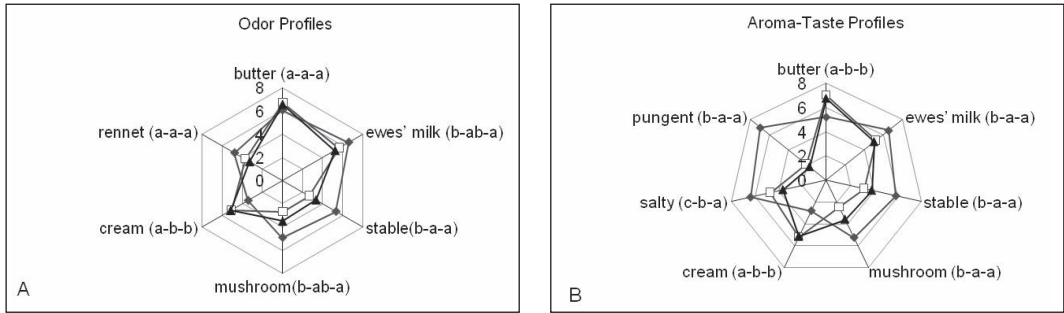 Odor Profiles
butter (a-a-a)
8
6
4
2
0
rennet (a-a-a)
ewes' milk (b-ab-a)
cream (a-b-b)
stable(b-a-a)
mushroom(b-ab-a)
A
Aroma-Taste Profiles
butter (a-b-b)
8
6
4
2
0
pungent (b-a-a)
ewes' milk (b-a-a)
salty (c-b-a)
stable (b-a-a)
cream (a-b-b)
mushroom (b-a-a)
B